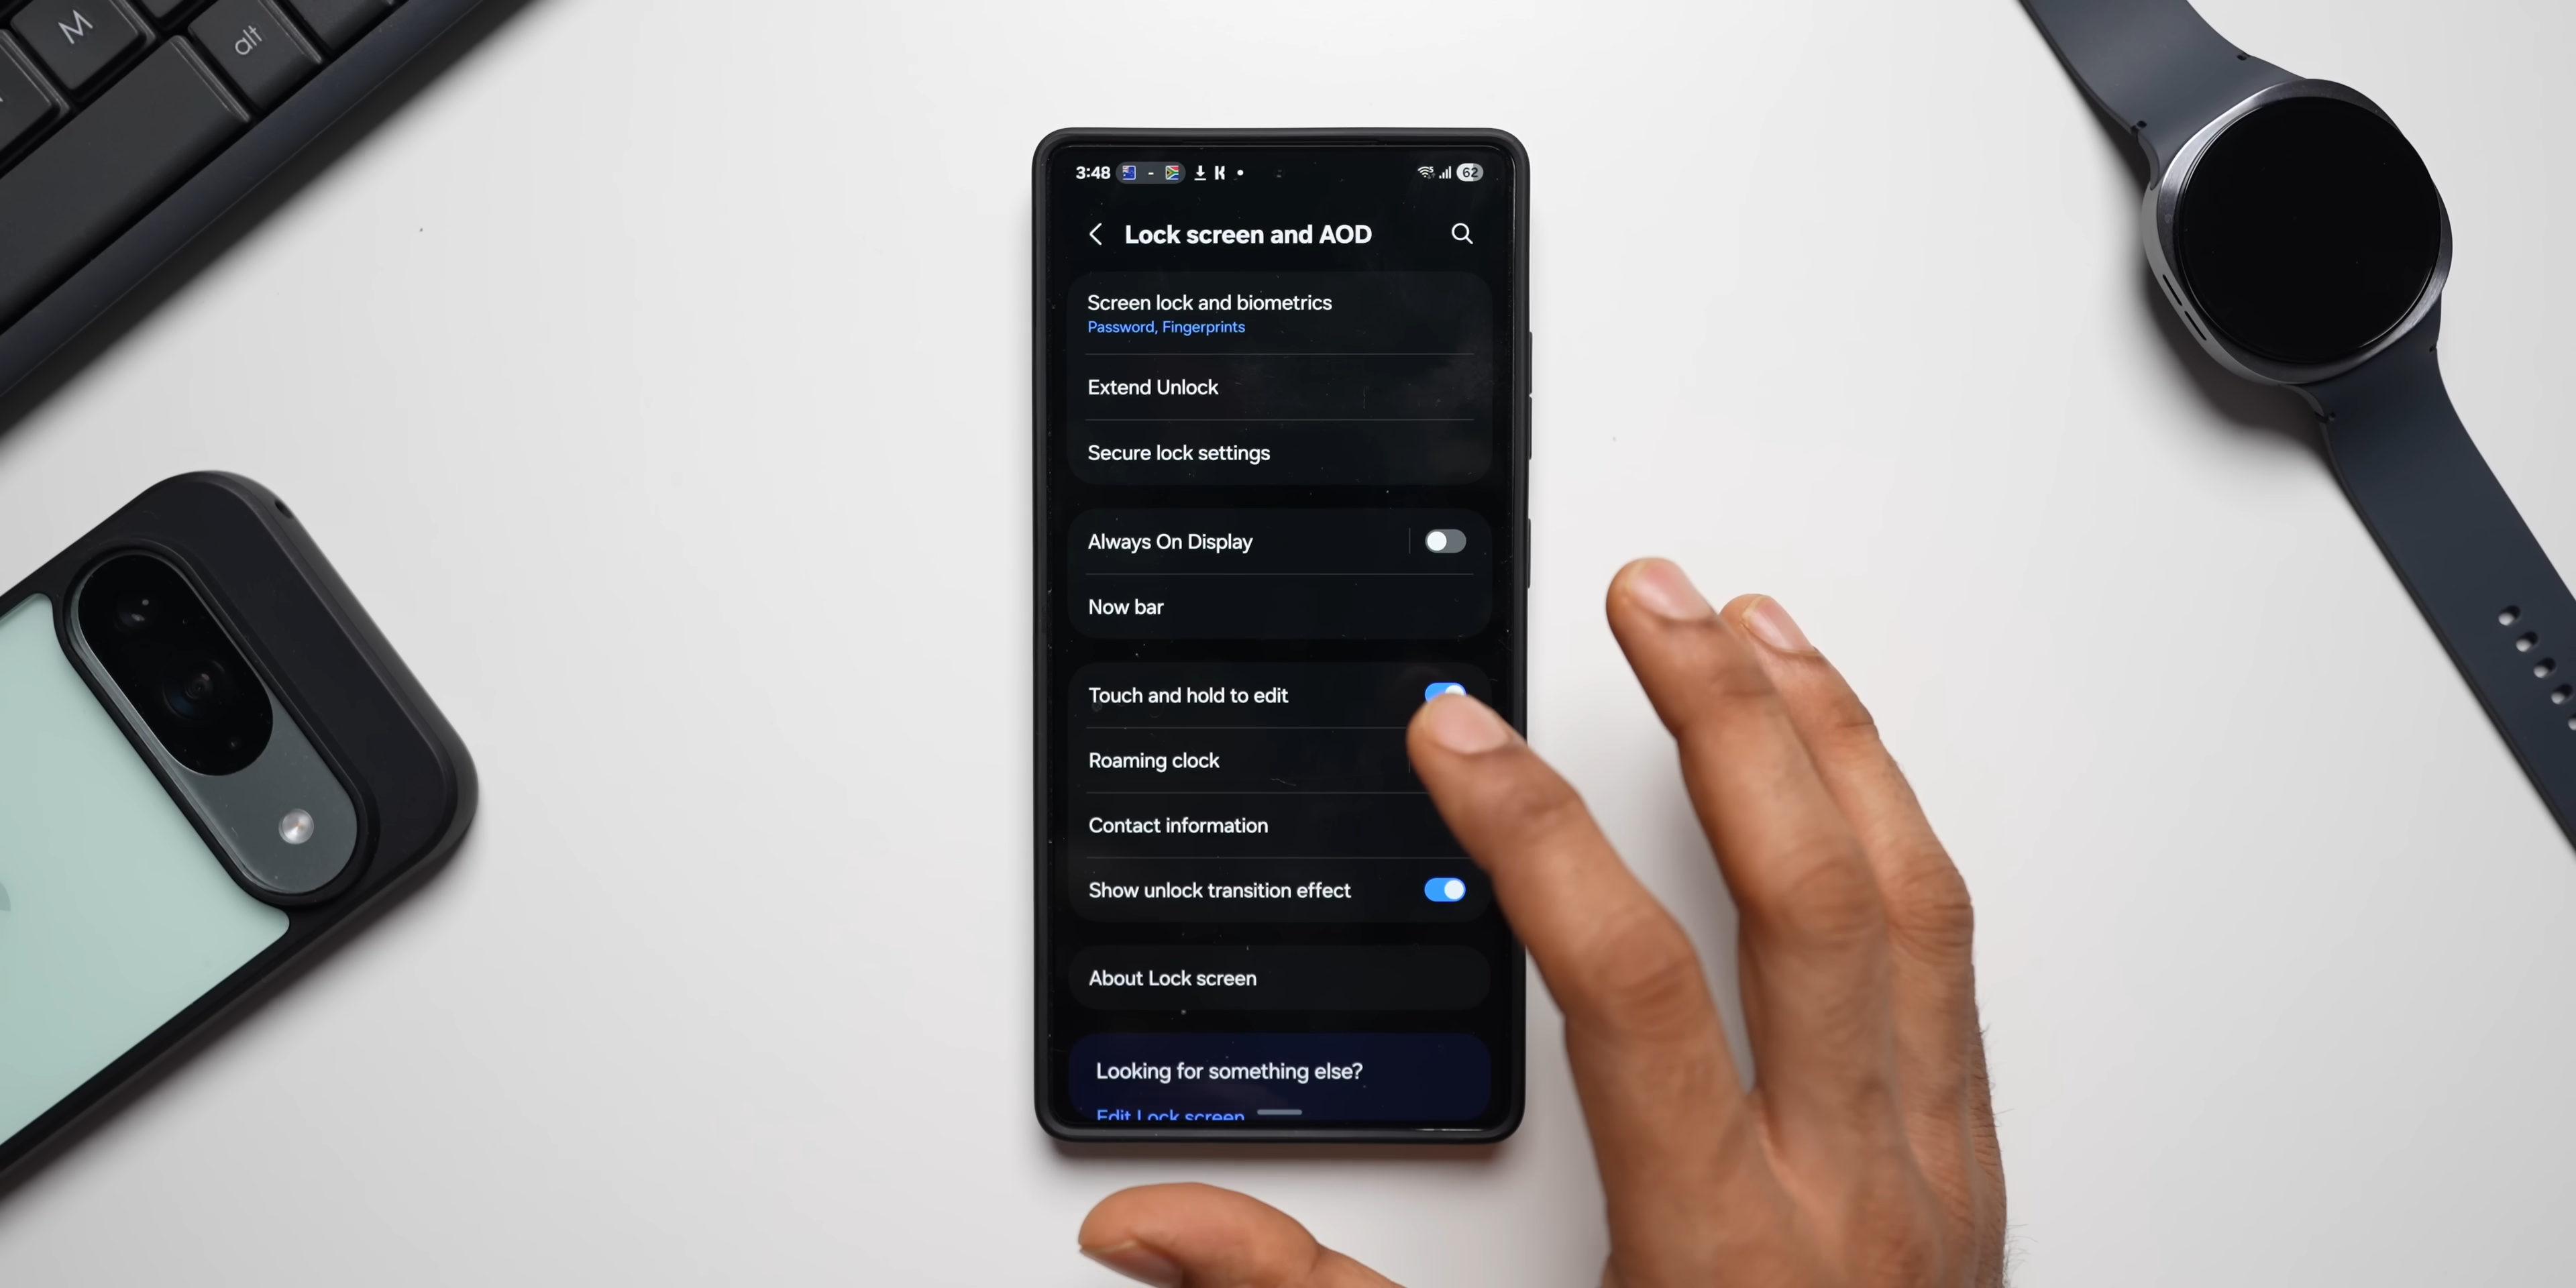 M
alt
3:48
62
Lock screen and AOD
Screen lock and biometrics
Password, Fingerprints
Extend Unlock
Secure lock settings
Always On Display
Now bar
Touch and hold to edit
Roaming clock
Contact information
Show unlock transition effect
About Lock screen
Looking for something else?
Edit Lock screen